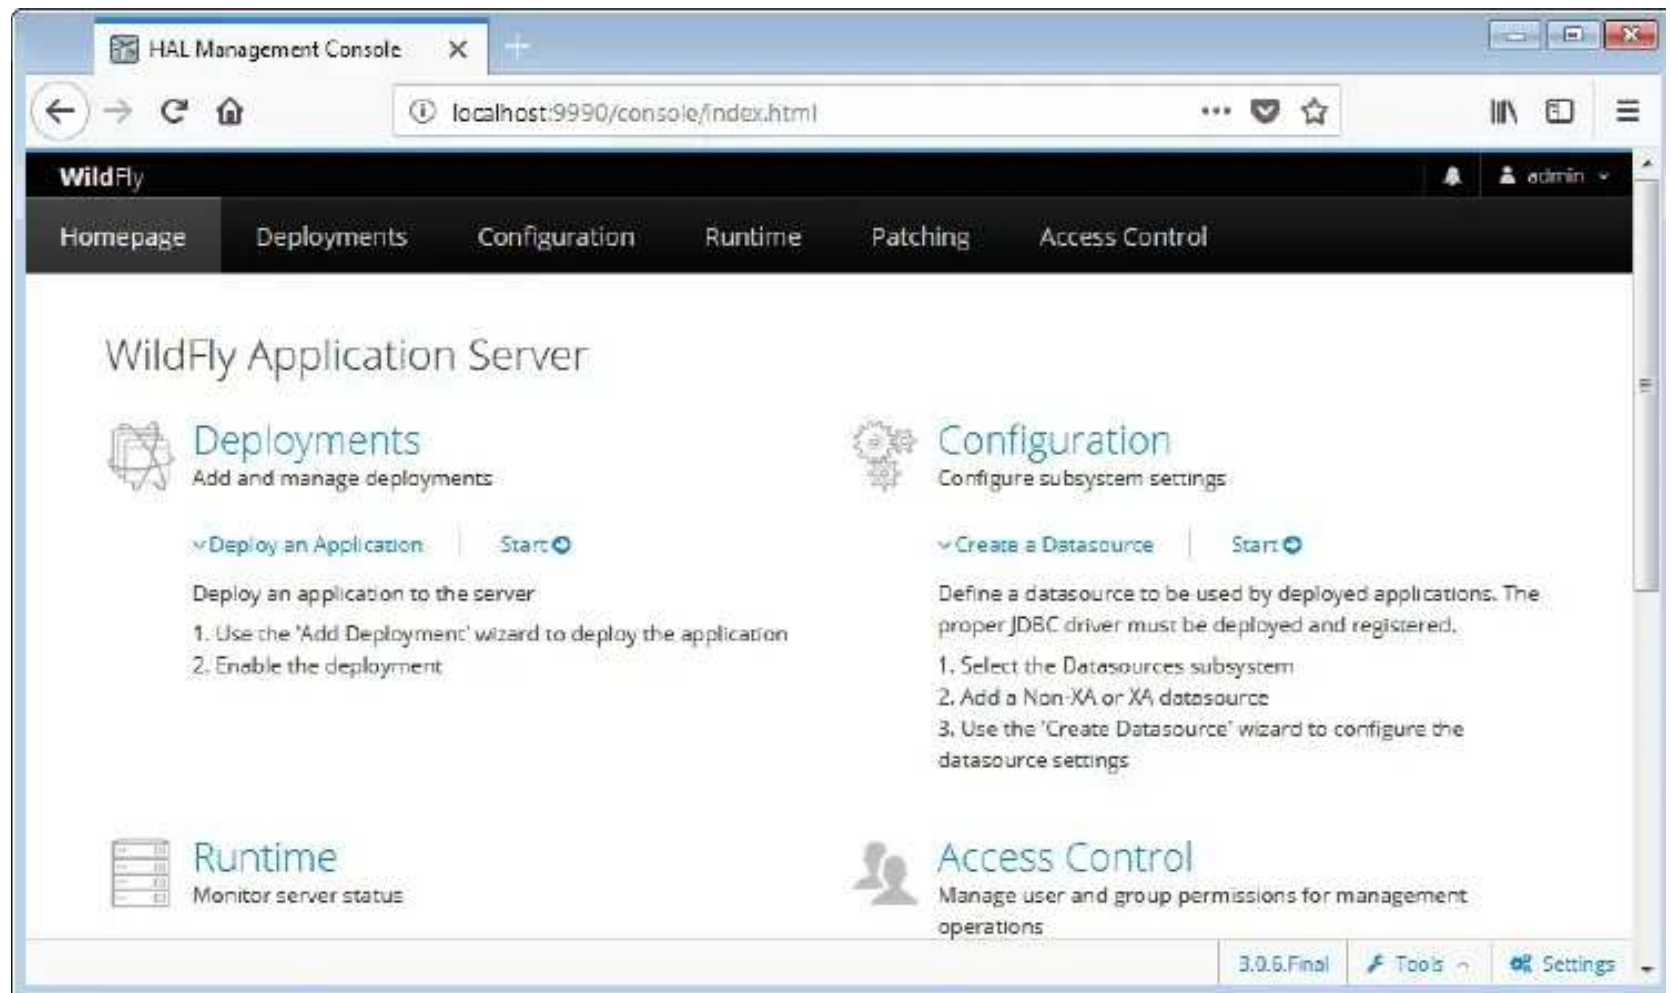 HAL Management Console
localhost:9990/console/index.html
WildFly
admin
Homepage Deployments Configuration Runtime Patching Access Control
WildFly Application Server
Deployments
Add and manage deployments
Deploy an Application Start
Deploy an application to the server
1. Use the 'Add Deployment' wizard to deploy the application
2. Enable the deployment
Configuration
Configure subsystem settings
Create a Datasource Start
Define a datasource to be used by deployed applications. The
proper JDBC driver must be deployed and registered.
1. Select the Datasources subsystem
2. Add a Non-XA or XA datasource
3. Use the 'Create Datasource' wizard to configure the
datasource settings
Runtime
Monitor server status
Access Control
Manage user and group permissions for management
operations
3.0.6.Final Tools Settings